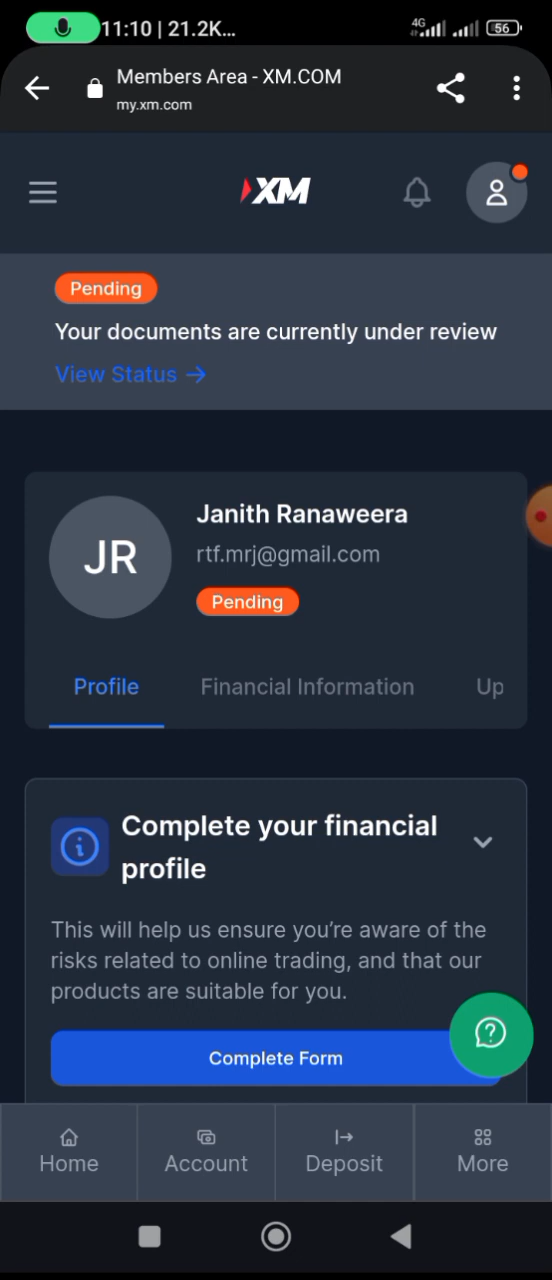 11:10 | 21.2K...
4G
56
Members Area - XM.COM
my.xm.com
XM
Pending
Your documents are currently under review
View Status →
JR
Janith Ranaweera
rtf.mrj@gmail.com
Pending
Profile
Financial Information
Up
Complete your financial
profile
This will help us ensure you're aware of the
risks related to online trading, and that our
products are suitable for you.
Complete Form
Home
Account
Deposit
More